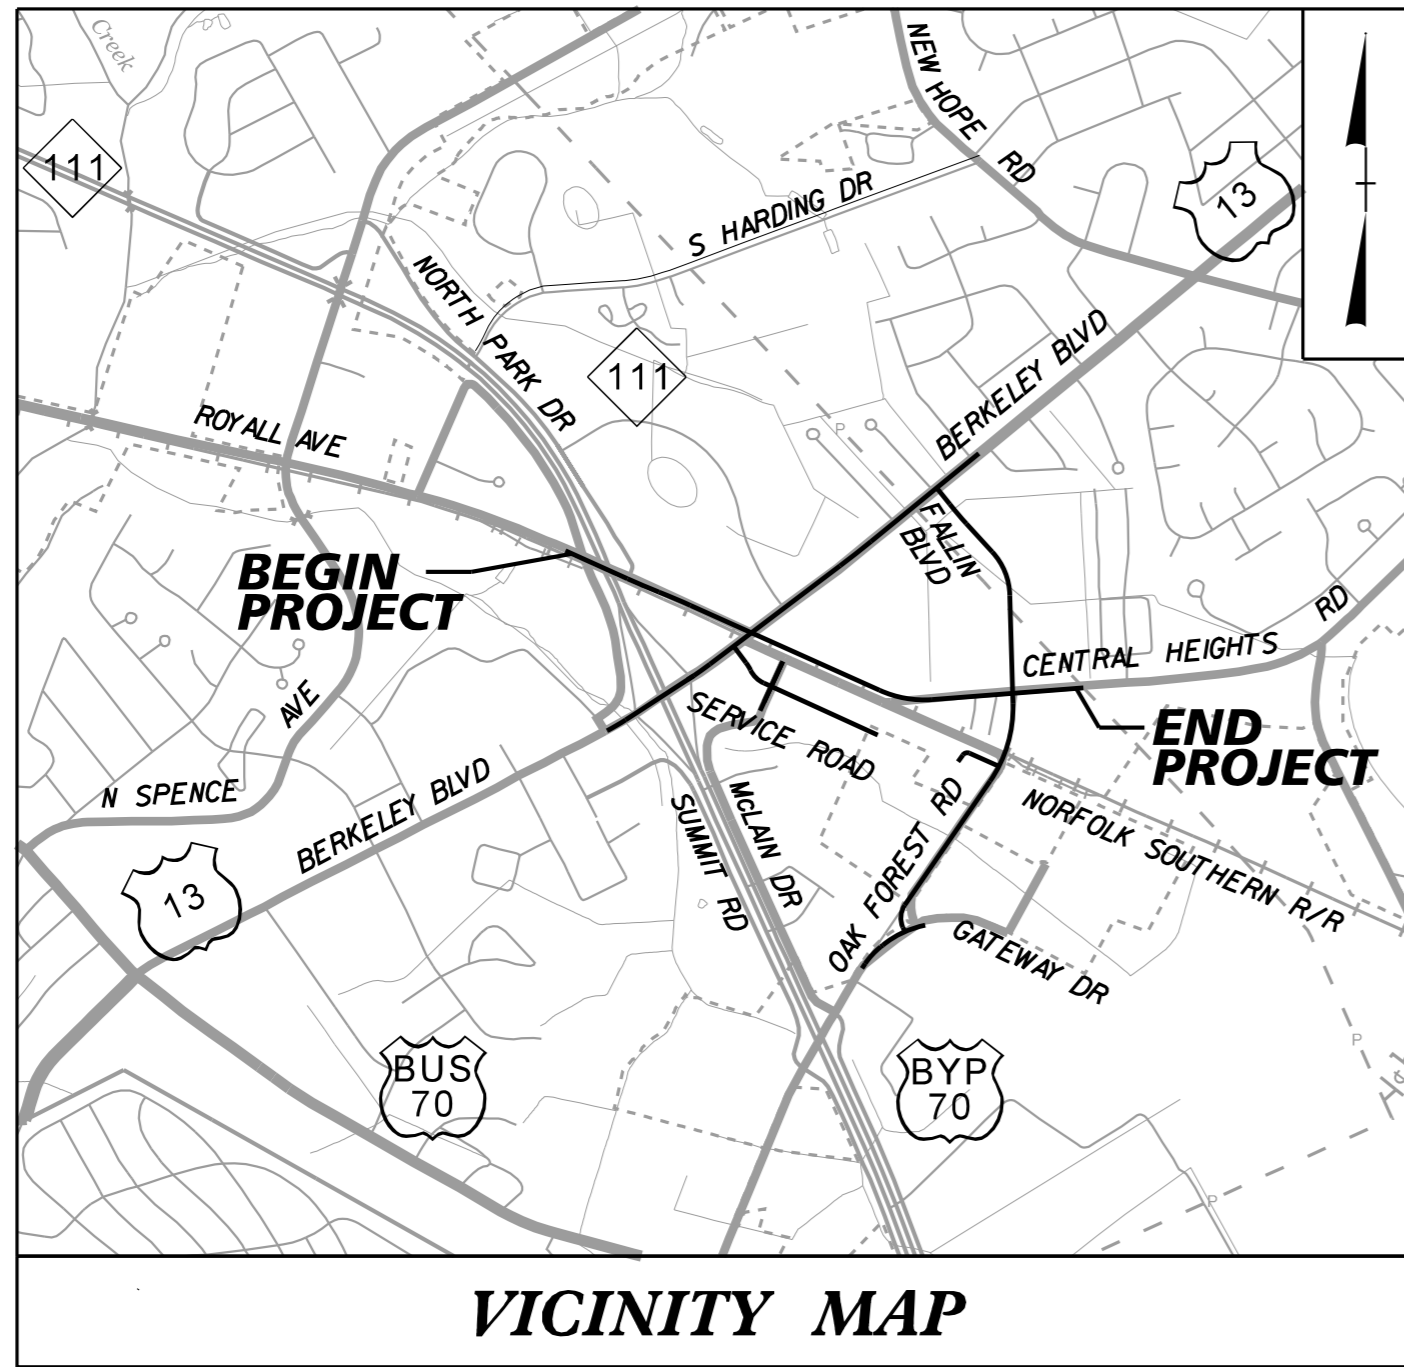 Creek
NEW HOPE RD
111
13
S HARDING DR
NORTH PARK DR
111
BERKELEY BLVD
ROYALL AVE
P
FALLIN
BLVD
BEGIN
PROJECT
RD
CENTRAL HEIGHTS
AVE
SERVICE ROAD
END
PROJECT
N SPENCE
BERKELEY BLVD
SUMMIT RD
McLAIN DR
OAK FOREST RD
NORFOLK SOUTHERN R/R
13
GATEWAY DR
BUS
70
BYP
70
P
P
VICINITY MAP